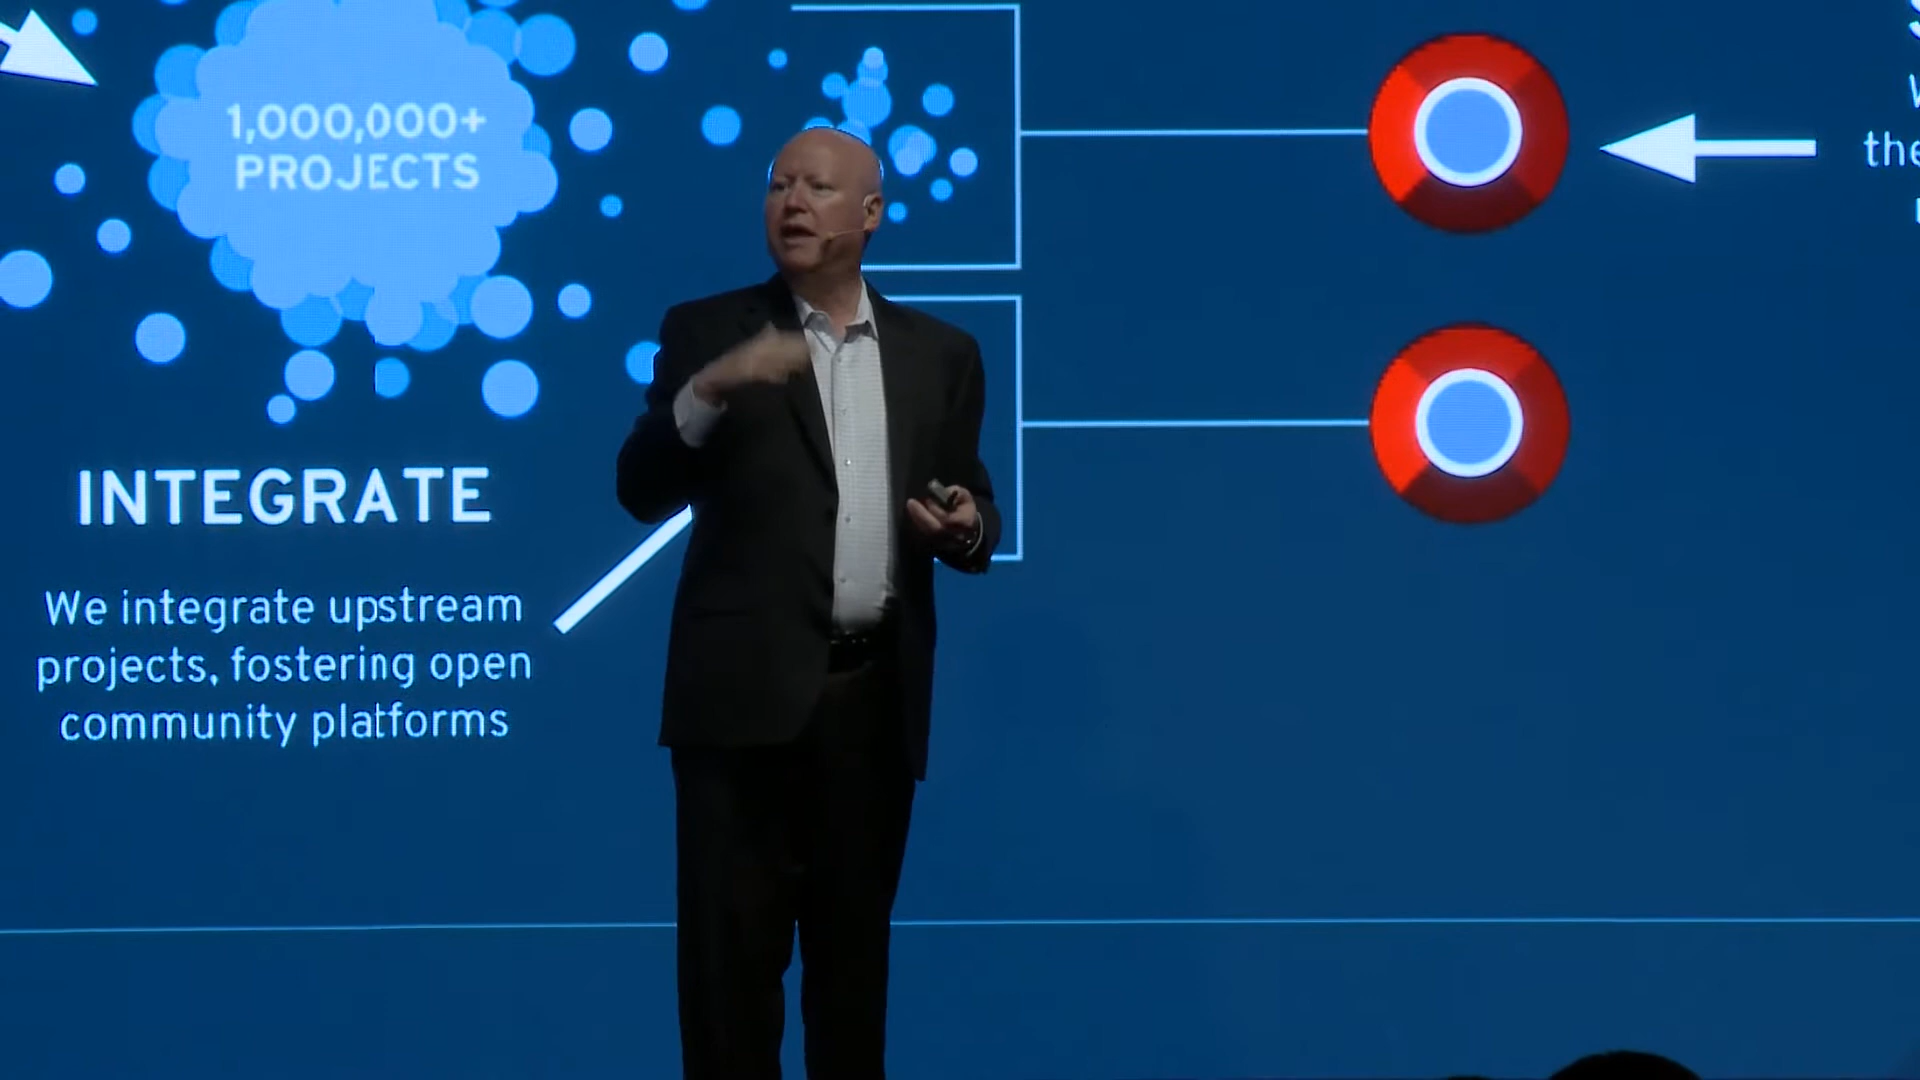 1,000,000+
PROJECTS
INTEGRATE
We integrate upstream
projects, fostering open
community platforms
the